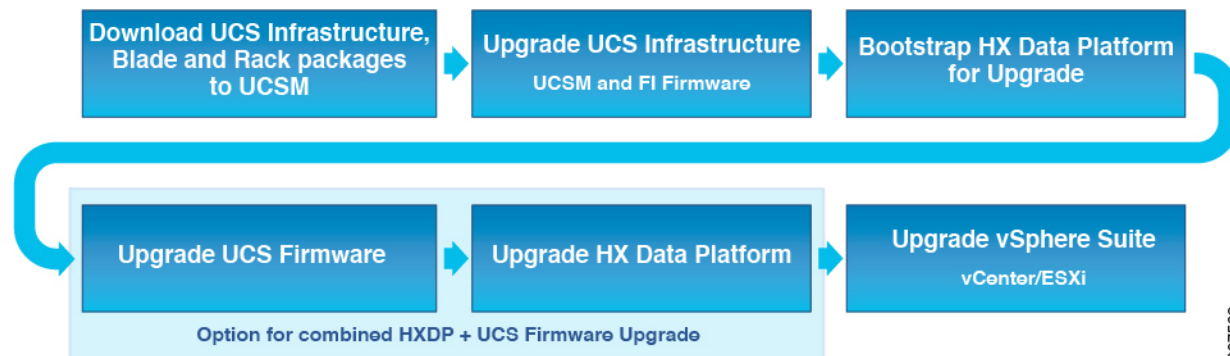 Download UCS Infrastructure,
Blade and Rack packages
to UCSM
Upgrade UCS Infrastructure
UCSM and FI Firmware
Bootstrap HX Data Platform
for Upgrade
Upgrade UCS Firmware
Upgrade HX Data Platform
Upgrade vSphere Suite
vCenter/ESXi
Option for combined HXDP + UCS Firmware Upgrade